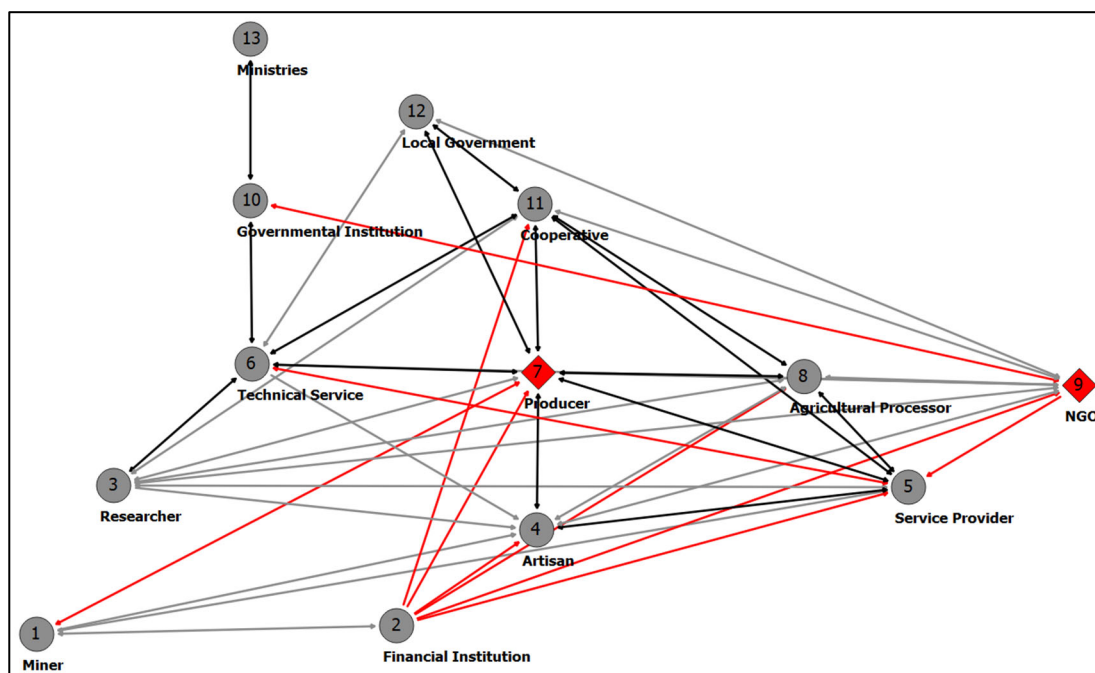 13
Ministries
12
Local Government
10
Governmental Institution
11
Cooperative
6
Technical Service
7
Producer
8
Agricultural Processor
9
NGO
3
Researcher
5
Service Provider
4
Artisan
1
Miner
2
Financial Institution